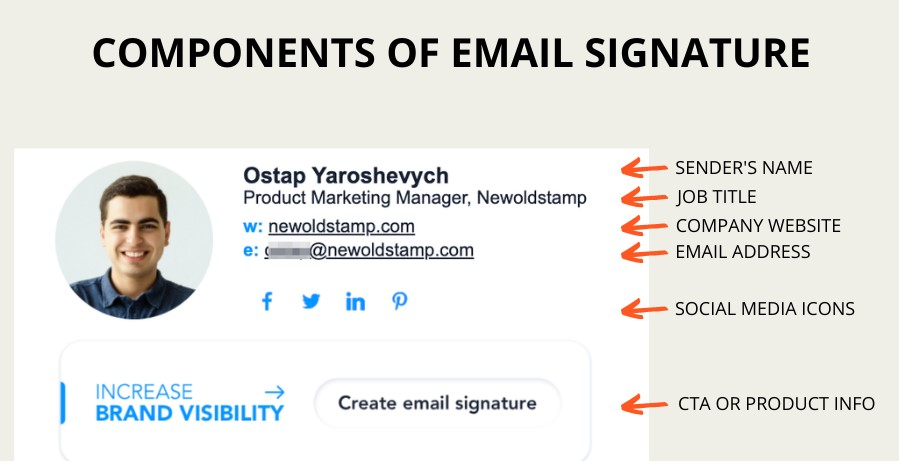 COMPONENTS OF EMAIL SIGNATURE
Ostap Yaroshevych
SENDER'S NAME
Product Marketing Manager, Newoldstamp
JOB TITLE
w: newoldstamp.com
COMPANY WEBSITE
e: @newoldstamp.com
EMAIL ADDRESS
SOCIAL MEDIA ICONS
INCREASE
BRAND VISIBILITY
Create email signature
CTA OR PRODUCT INFO